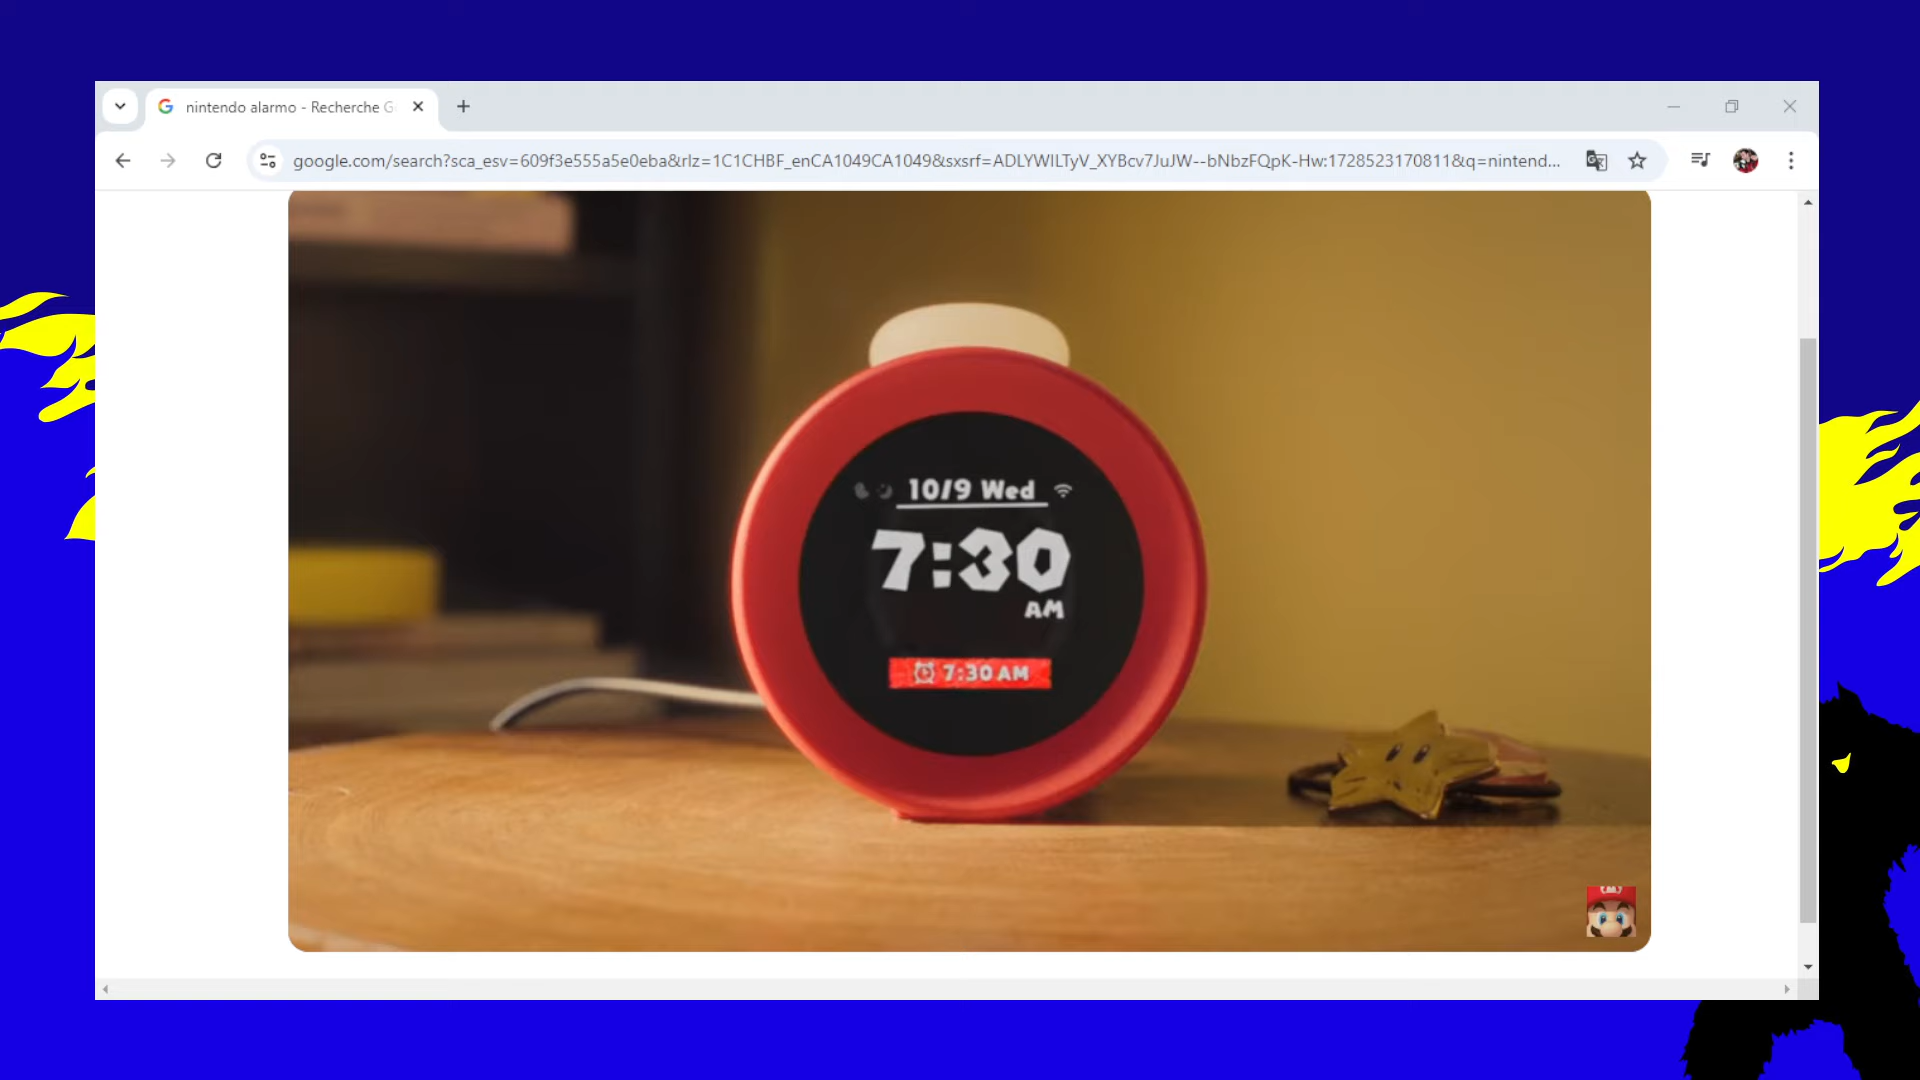 nintendo alarmo - Recherche G
google.com/search?sca_esv=609f3e555a5e0eba&rlz=1C1CHBF_enCA1049CA1049&sxsrf=ADLYWILTyV_XYBcv7JuJW--bNbzFQpK-Hw:1728523170811&q=nintend...
10/9 Wed
7:30
AM
7:30 AM
M